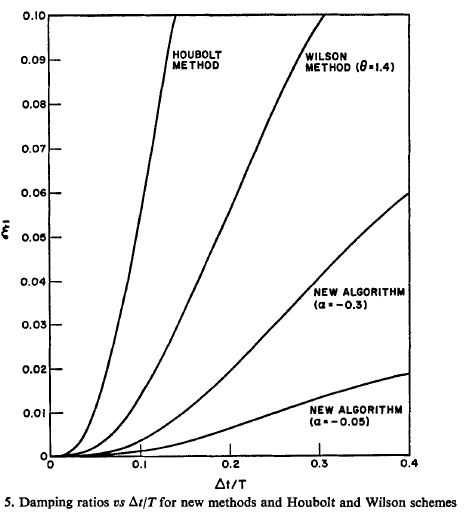 0.10
0.09
0.08
0.07
0.06
0.05
0.04
0.03
0.02
0.01
0
ξ̄
HOUBOLT
METHOD
WILSON
METHOD (θ=1.4)
NEW ALGORITHM
(α=-0.3)
NEW ALGORITHM
(α=-0.05)
0 0.1 0.2 0.3 0.4
Δt/T
5. Damping ratios vs Δt/T for new methods and Houbolt and Wilson schemes